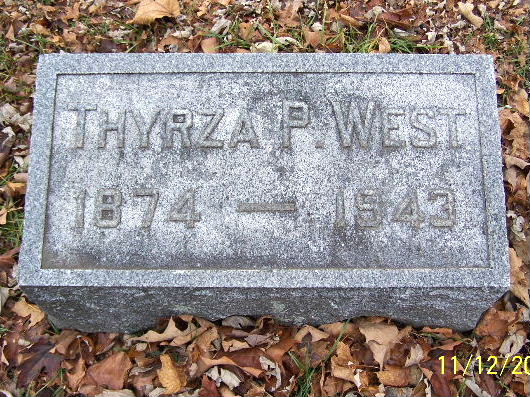 THYRZA P. WEST
1874 — 1943
11/12/20